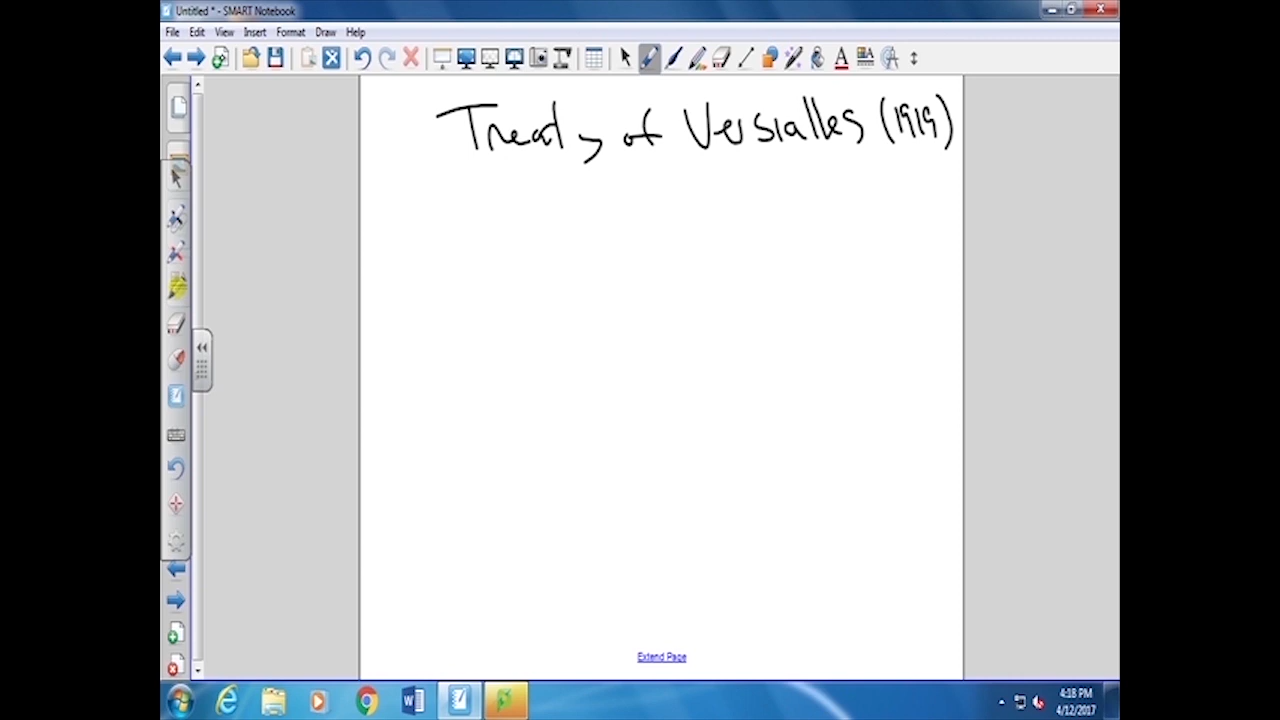 Untitled * - SMART Notebook
File Edit View Insert Format Draw Help
Treaty of Versialles (1919)
Extend Page
4:18 PM
4/12/2017